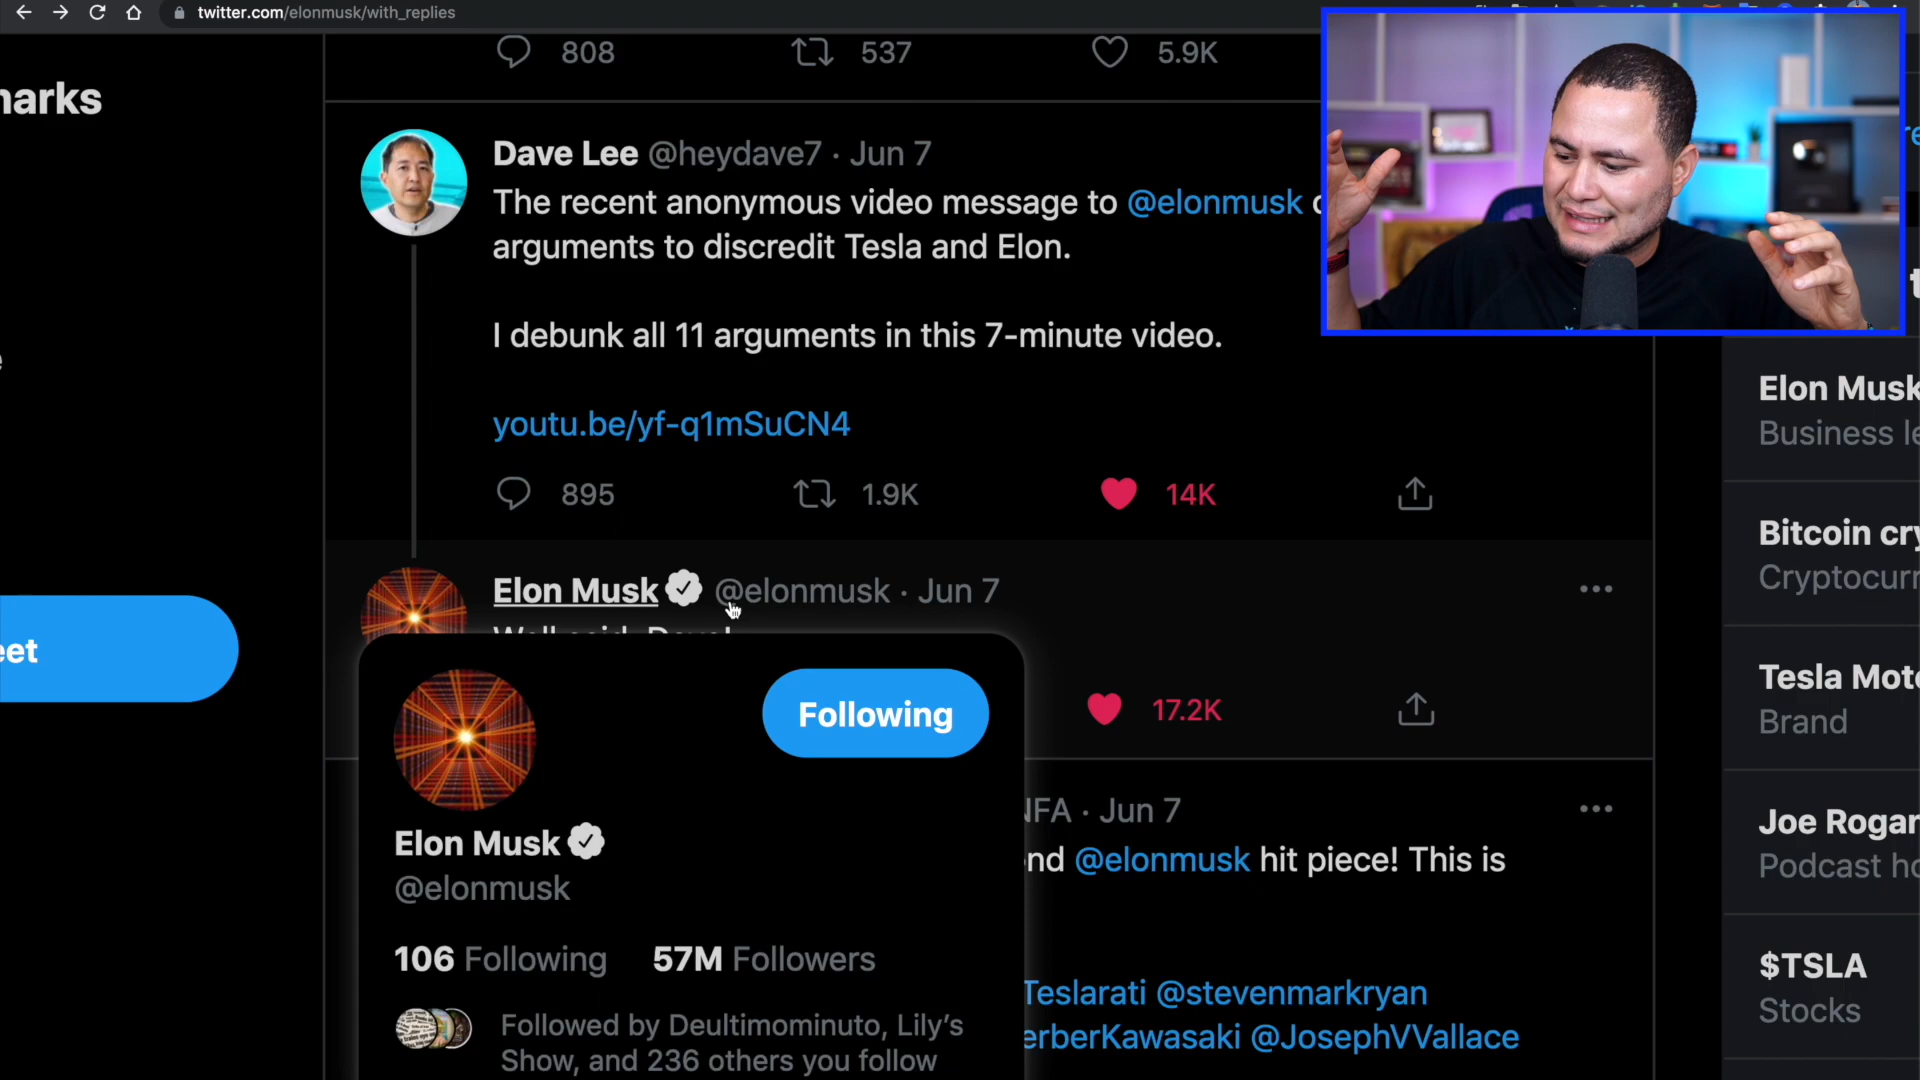 twitter.com/elonmusk/with_replies
808 537 5.9K
Dave Lee @heydave7 · Jun 7
The recent anonymous video message to @elonmusk
arguments to discredit Tesla and Elon.
I debunk all 11 arguments in this 7-minute video.
youtu.be/yf-q1mSuCN4
895 1.9K 14K
Elon Musk @elonmusk · Jun 7
Well said, Dave!
17.2K
Following
Elon Musk
@elonmusk
106 Following 57M Followers
Followed by Deultimominuto, Lily's
Show, and 236 others you follow
NFA · Jun 7
@elonmusk hit piece! This is
Teslarati @stevenmarkryan
erberKawasaki @JosephVVallace
arks
eet
Elon Musk
Business le
Bitcoin cry
Cryptocurr
Tesla Moto
Brand
Joe Rogan
Podcast ho
$TSLA
Stocks